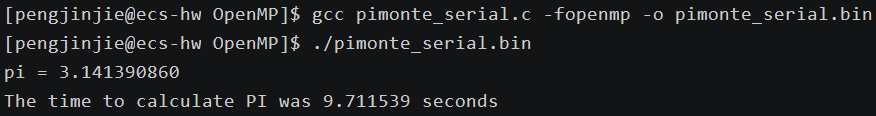 [pengjinjie@ecs-hw OpenMP]$ gcc pimonte_serial.c -fopenmp -o pimonte_serial.bin
[pengjinjie@ecs-hw OpenMP]$ ./pimonte_serial.bin
pi = 3.141390860
The time to calculate PI was 9.711539 seconds